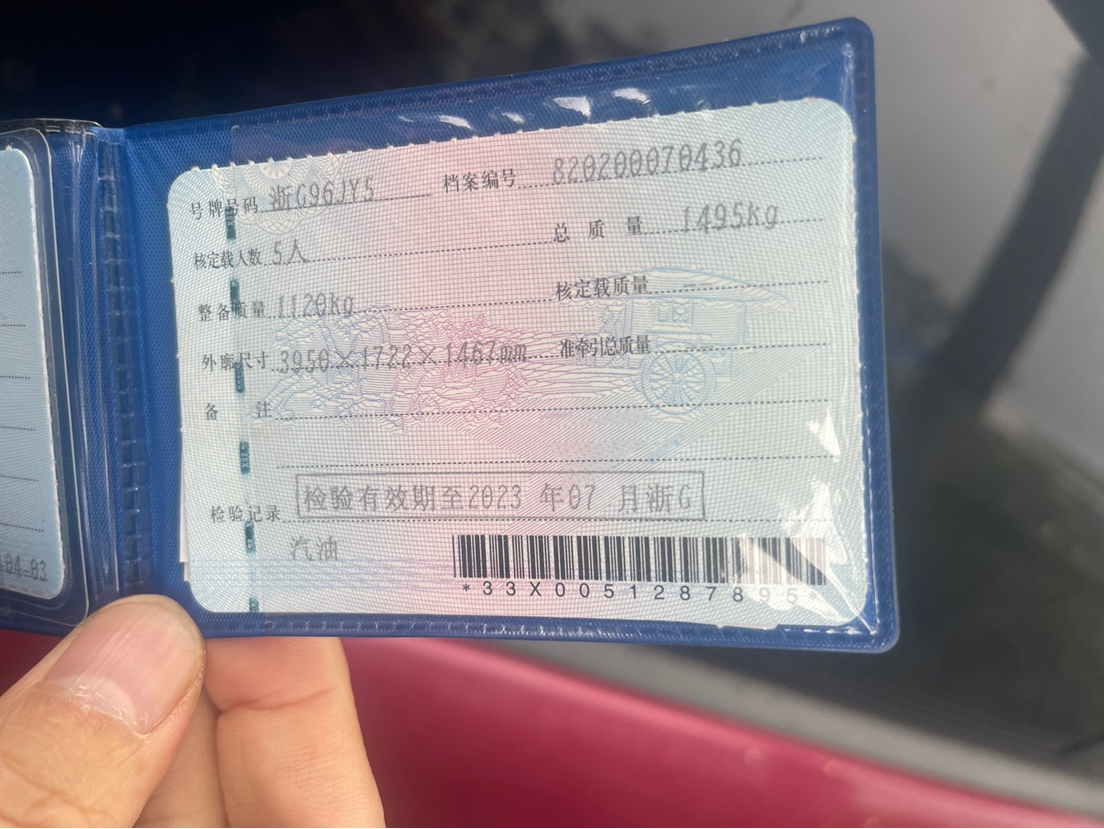 号牌号码 浙G96JY5 档案编号 820200070436
核定载人数 5人 总质量 1495kg
整备质量 1120kg 核定载质量 --
外廓尺寸 3950×1722×1467mm 准牵引总质量
备注
检验记录 检验有效期至2023 年07 月浙G
汽油
*33X0051287895*
04-03